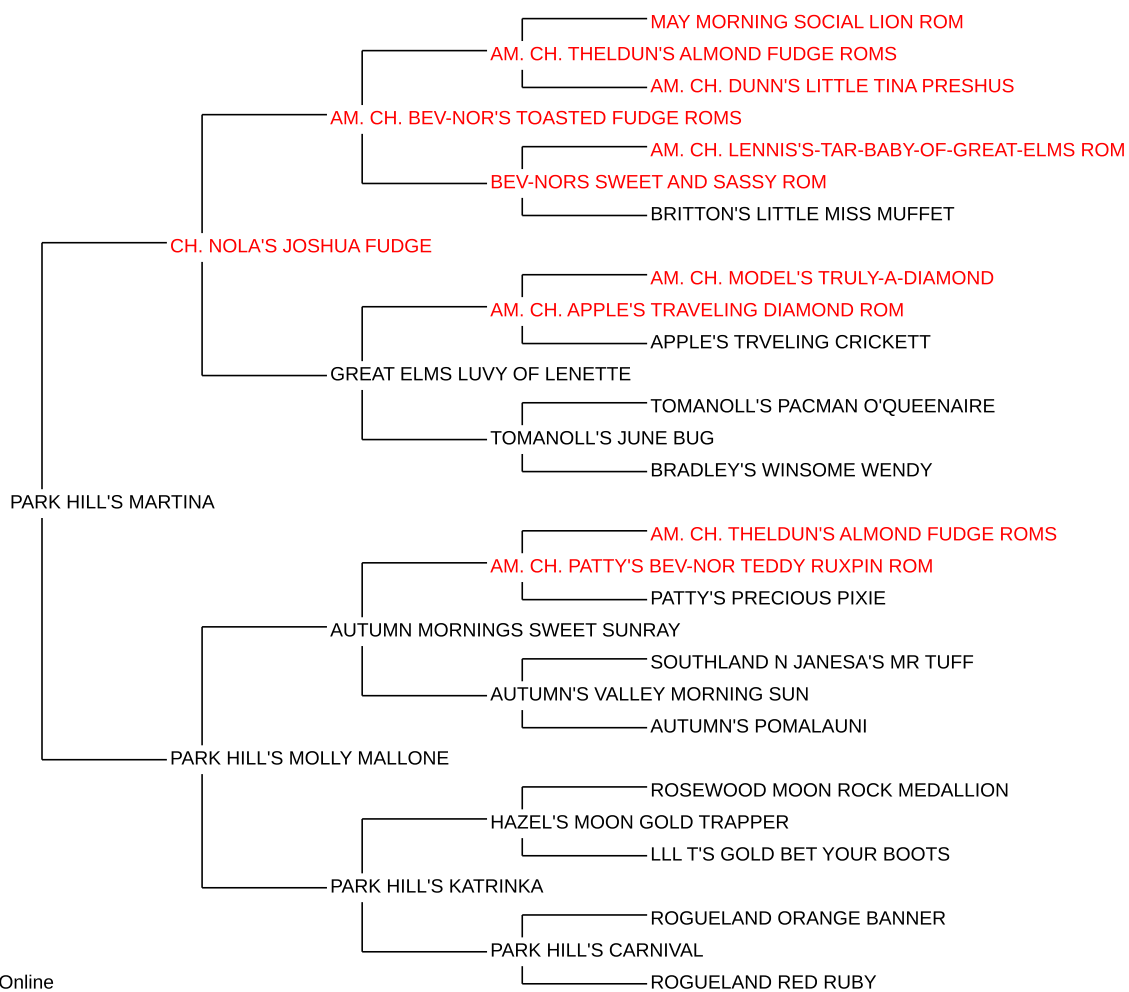 MAY MORNING SOCIAL LION ROM
AM. CH. THELDUN'S ALMOND FUDGE ROMS
AM. CH. DUNN'S LITTLE TINA PRESHUS
AM. CH. BEV-NOR'S TOASTED FUDGE ROMS
AM. CH. LENNIS'S-TAR-BABY-OF-GREAT-ELMS ROM
BEV-NORS SWEET AND SASSY ROM
BRITTON'S LITTLE MISS MUFFET
CH. NOLA'S JOSHUA FUDGE
AM. CH. MODEL'S TRULY-A-DIAMOND
AM. CH. APPLE'S TRAVELING DIAMOND ROM
APPLE'S TRVELING CRICKETT
GREAT ELMS LUVY OF LENETTE
TOMANOLL'S PACMAN O'QUEENAIRE
TOMANOLL'S JUNE BUG
BRADLEY'S WINSOME WENDY
PARK HILL'S MARTINA
AM. CH. THELDUN'S ALMOND FUDGE ROMS
AM. CH. PATTY'S BEV-NOR TEDDY RUXPIN ROM
PATTY'S PRECIOUS PIXIE
AUTUMN MORNINGS SWEET SUNRAY
SOUTHLAND N JANESA'S MR TUFF
AUTUMN'S VALLEY MORNING SUN
AUTUMN'S POMALAUNI
PARK HILL'S MOLLY MALLONE
ROSEWOOD MOON ROCK MEDALLION
HAZEL'S MOON GOLD TRAPPER
LLL T'S GOLD BET YOUR BOOTS
PARK HILL'S KATRINKA
ROGUELAND ORANGE BANNER
PARK HILL'S CARNIVAL
ROGUELAND RED RUBY
Online